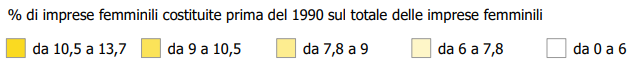 % di imprese femminili costituite prima del 1990 sul totale delle imprese femminili
da 10,5 a 13,7 da 9 a 10,5 da 7,8 a 9 da 6 a 7,8 da 0 a 6